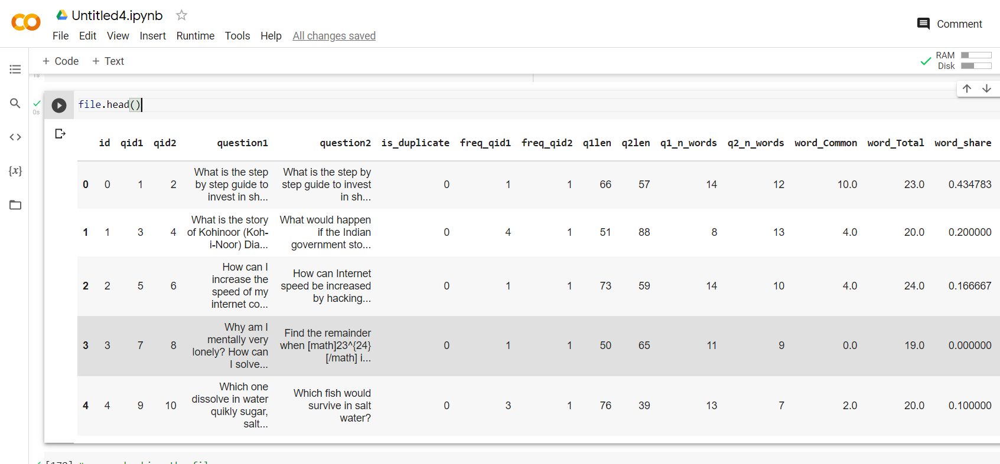 Untitled4.ipynb
File Edit View Insert Runtime Tools Help All changes saved
Comment
+ Code + Text
RAM
Disk
1s
file.head()
0s
id qid1 qid2 question1 question2 is_duplicate freq_qid1 freq_qid2 q1len q2len q1_n_words q2_n_words word_Common word_Total word_share
0 0 1 2 What is the step by step guide to invest in sh... What is the step by step guide to invest in sh... 0 1 1 66 57 14 12 10.0 23.0 0.434783
1 1 3 4 What is the story of Kohinoor (Koh-i-Noor) Dia... What would happen if the Indian government sto... 0 4 1 51 88 8 13 4.0 20.0 0.200000
2 2 5 6 How can I increase the speed of my internet co... How can Internet speed be increased by hacking... 0 1 1 73 59 14 10 4.0 24.0 0.166667
3 3 7 8 Why am I mentally very lonely? How can I solve... Find the remainder when [math]23^{24}[/math] i... 0 1 1 50 65 11 9 0.0 19.0 0.000000
4 4 9 10 Which one dissolve in water quikly sugar, salt... Which fish would survive in salt water? 0 3 1 76 39 13 7 2.0 20.0 0.100000